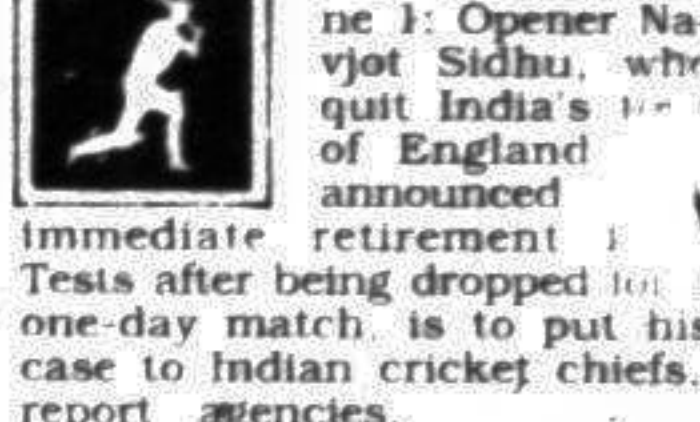 ne 1: Opener Na-
vjot Sidhu, who
quit India's
of England
announced
immediate retirement
Tests after being dropped for
one-day match, is to put his
case to Indian cricket chiefs,
report agencies.